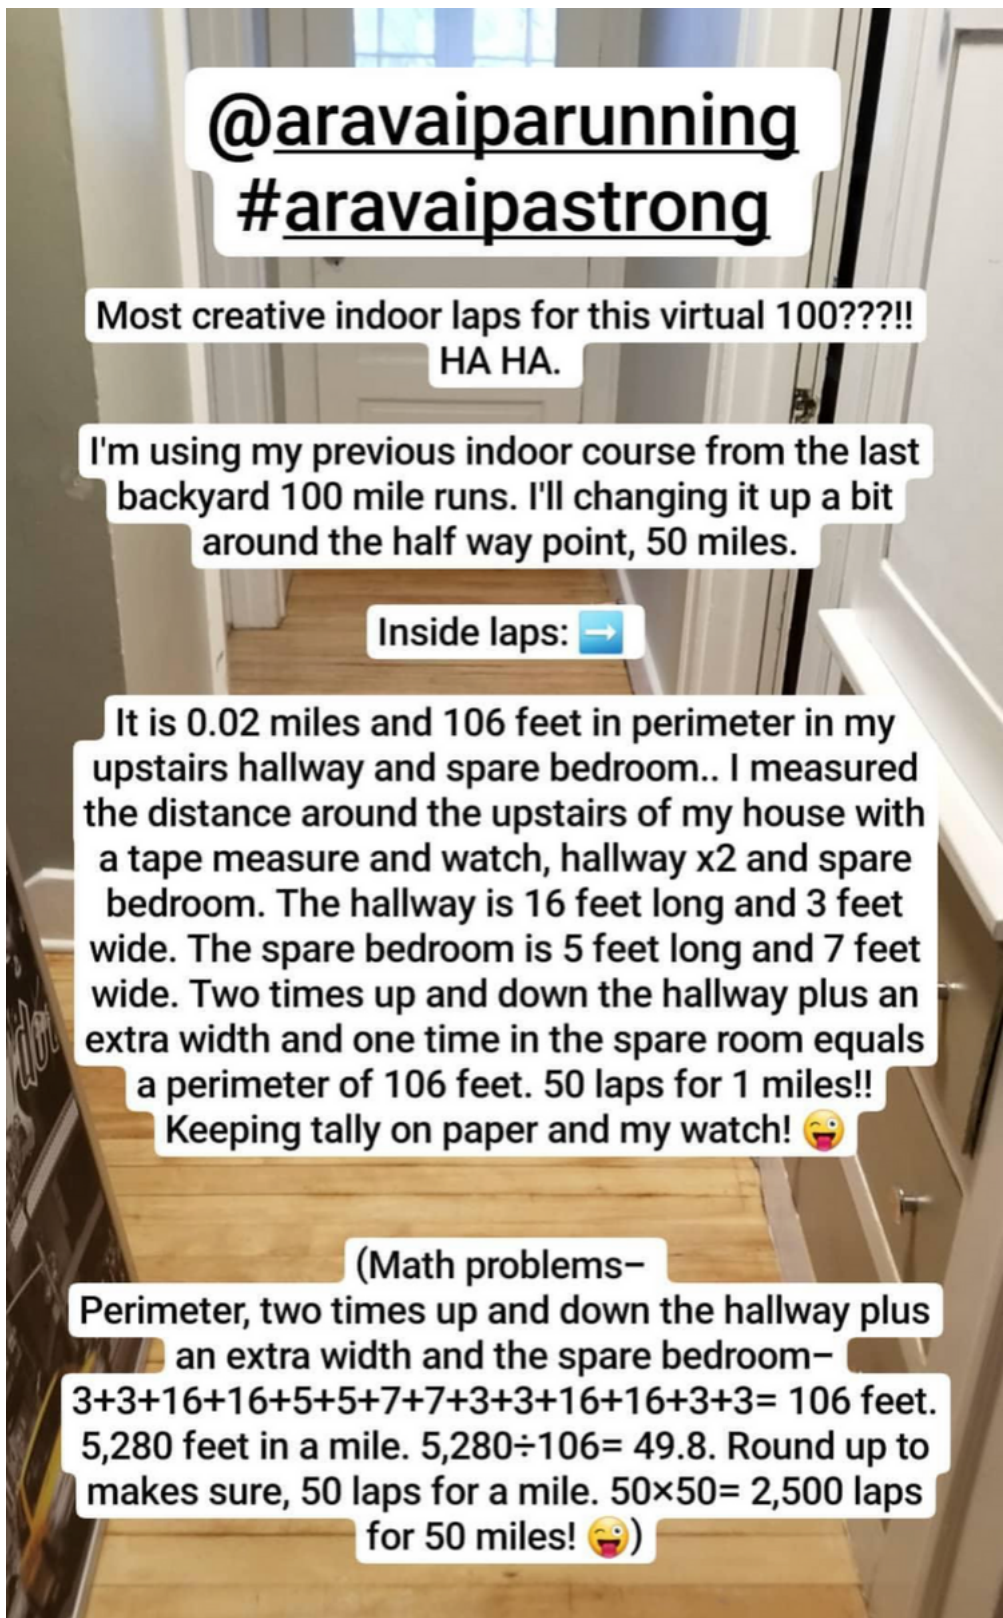 @aravaiparunning
#aravaipastrong
Most creative indoor laps for this virtual 100???!!
HA HA.
I'm using my previous indoor course from the last
backyard 100 mile runs. I'll changing it up a bit
around the half way point, 50 miles.
Inside laps: ➡️
It is 0.02 miles and 106 feet in perimeter in my
upstairs hallway and spare bedroom.. I measured
the distance around the upstairs of my house with
a tape measure and watch, hallway x2 and spare
bedroom. The hallway is 16 feet long and 3 feet
wide. The spare bedroom is 5 feet long and 7 feet
wide. Two times up and down the hallway plus an
extra width and one time in the spare room equals
a perimeter of 106 feet. 50 laps for 1 miles!!
Keeping tally on paper and my watch! 😜
(Math problems–
Perimeter, two times up and down the hallway plus
an extra width and the spare bedroom–
3+3+16+16+5+5+7+7+3+3+16+16+3+3= 106 feet.
5,280 feet in a mile. 5,280÷106= 49.8. Round up to
makes sure, 50 laps for a mile. 50×50= 2,500 laps
for 50 miles! 😜)